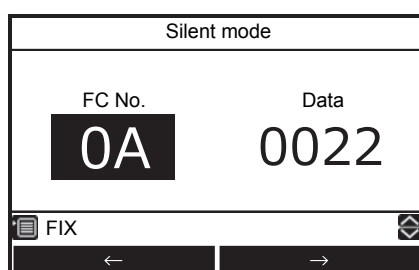 Silent mode
FC No. Data
0A 0022
FIX
← →